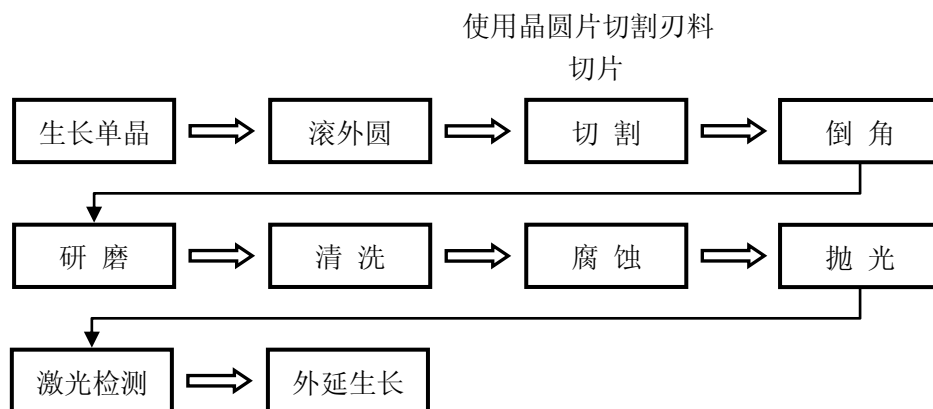 使用晶圆片切割刃料
切片
生长单晶 滚外圆 切 割 倒 角
研 磨 清 洗 腐 蚀 抛 光
激光检测 外延生长